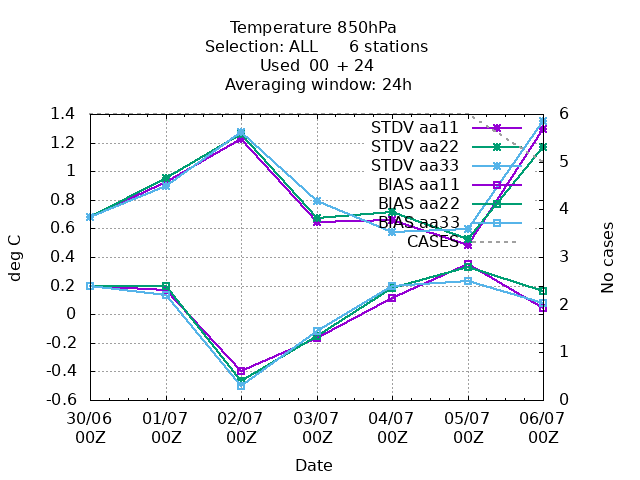 Temperature 850hPa
Selection: ALL 6 stations
Used 00 + 24
Averaging window: 24h
1.4
1.2
1
0.8
0.6
0.4
0.2
0
-0.2
-0.4
-0.6
deg C
STDV aa11
STDV aa22
STDV aa33
BIAS aa11
BIAS aa22
BIAS aa33
CASES
6
5
4
3
2
1
0
No cases
30/06 01/07 02/07 03/07 04/07 05/07 06/07
00Z 00Z 00Z 00Z 00Z 00Z 00Z
Date